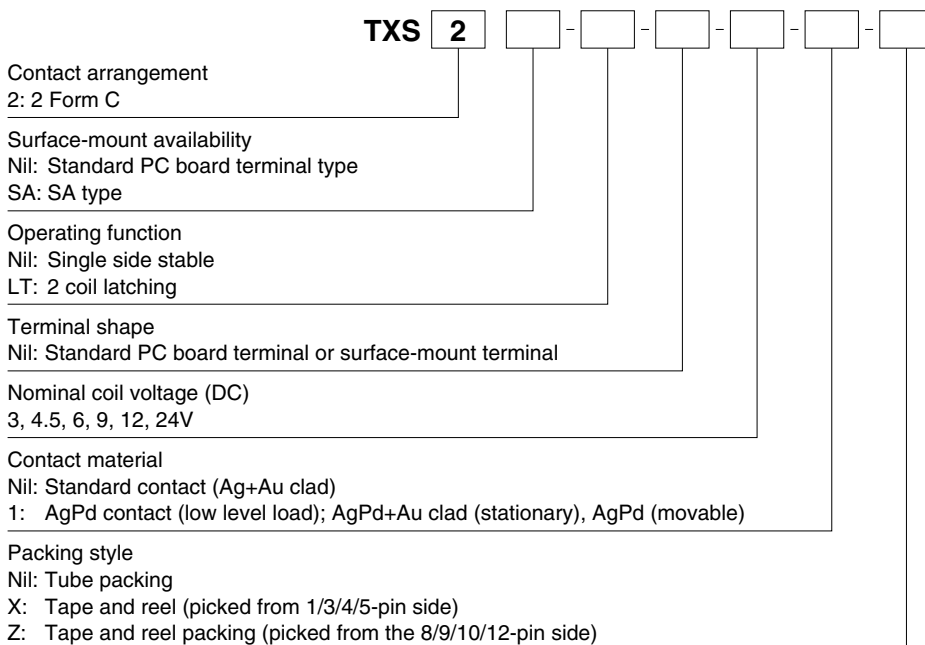 TXS 2 - - - - -
Contact arrangement
2: 2 Form C
Surface-mount availability
Nil: Standard PC board terminal type
SA: SA type
Operating function
Nil: Single side stable
LT: 2 coil latching
Terminal shape
Nil: Standard PC board terminal or surface-mount terminal
Nominal coil voltage (DC)
3, 4.5, 6, 9, 12, 24V
Contact material
Nil: Standard contact (Ag+Au clad)
1: AgPd contact (low level load); AgPd+Au clad (stationary), AgPd (movable)
Packing style
Nil: Tube packing
X: Tape and reel (picked from 1/3/4/5-pin side)
Z: Tape and reel packing (picked from the 8/9/10/12-pin side)